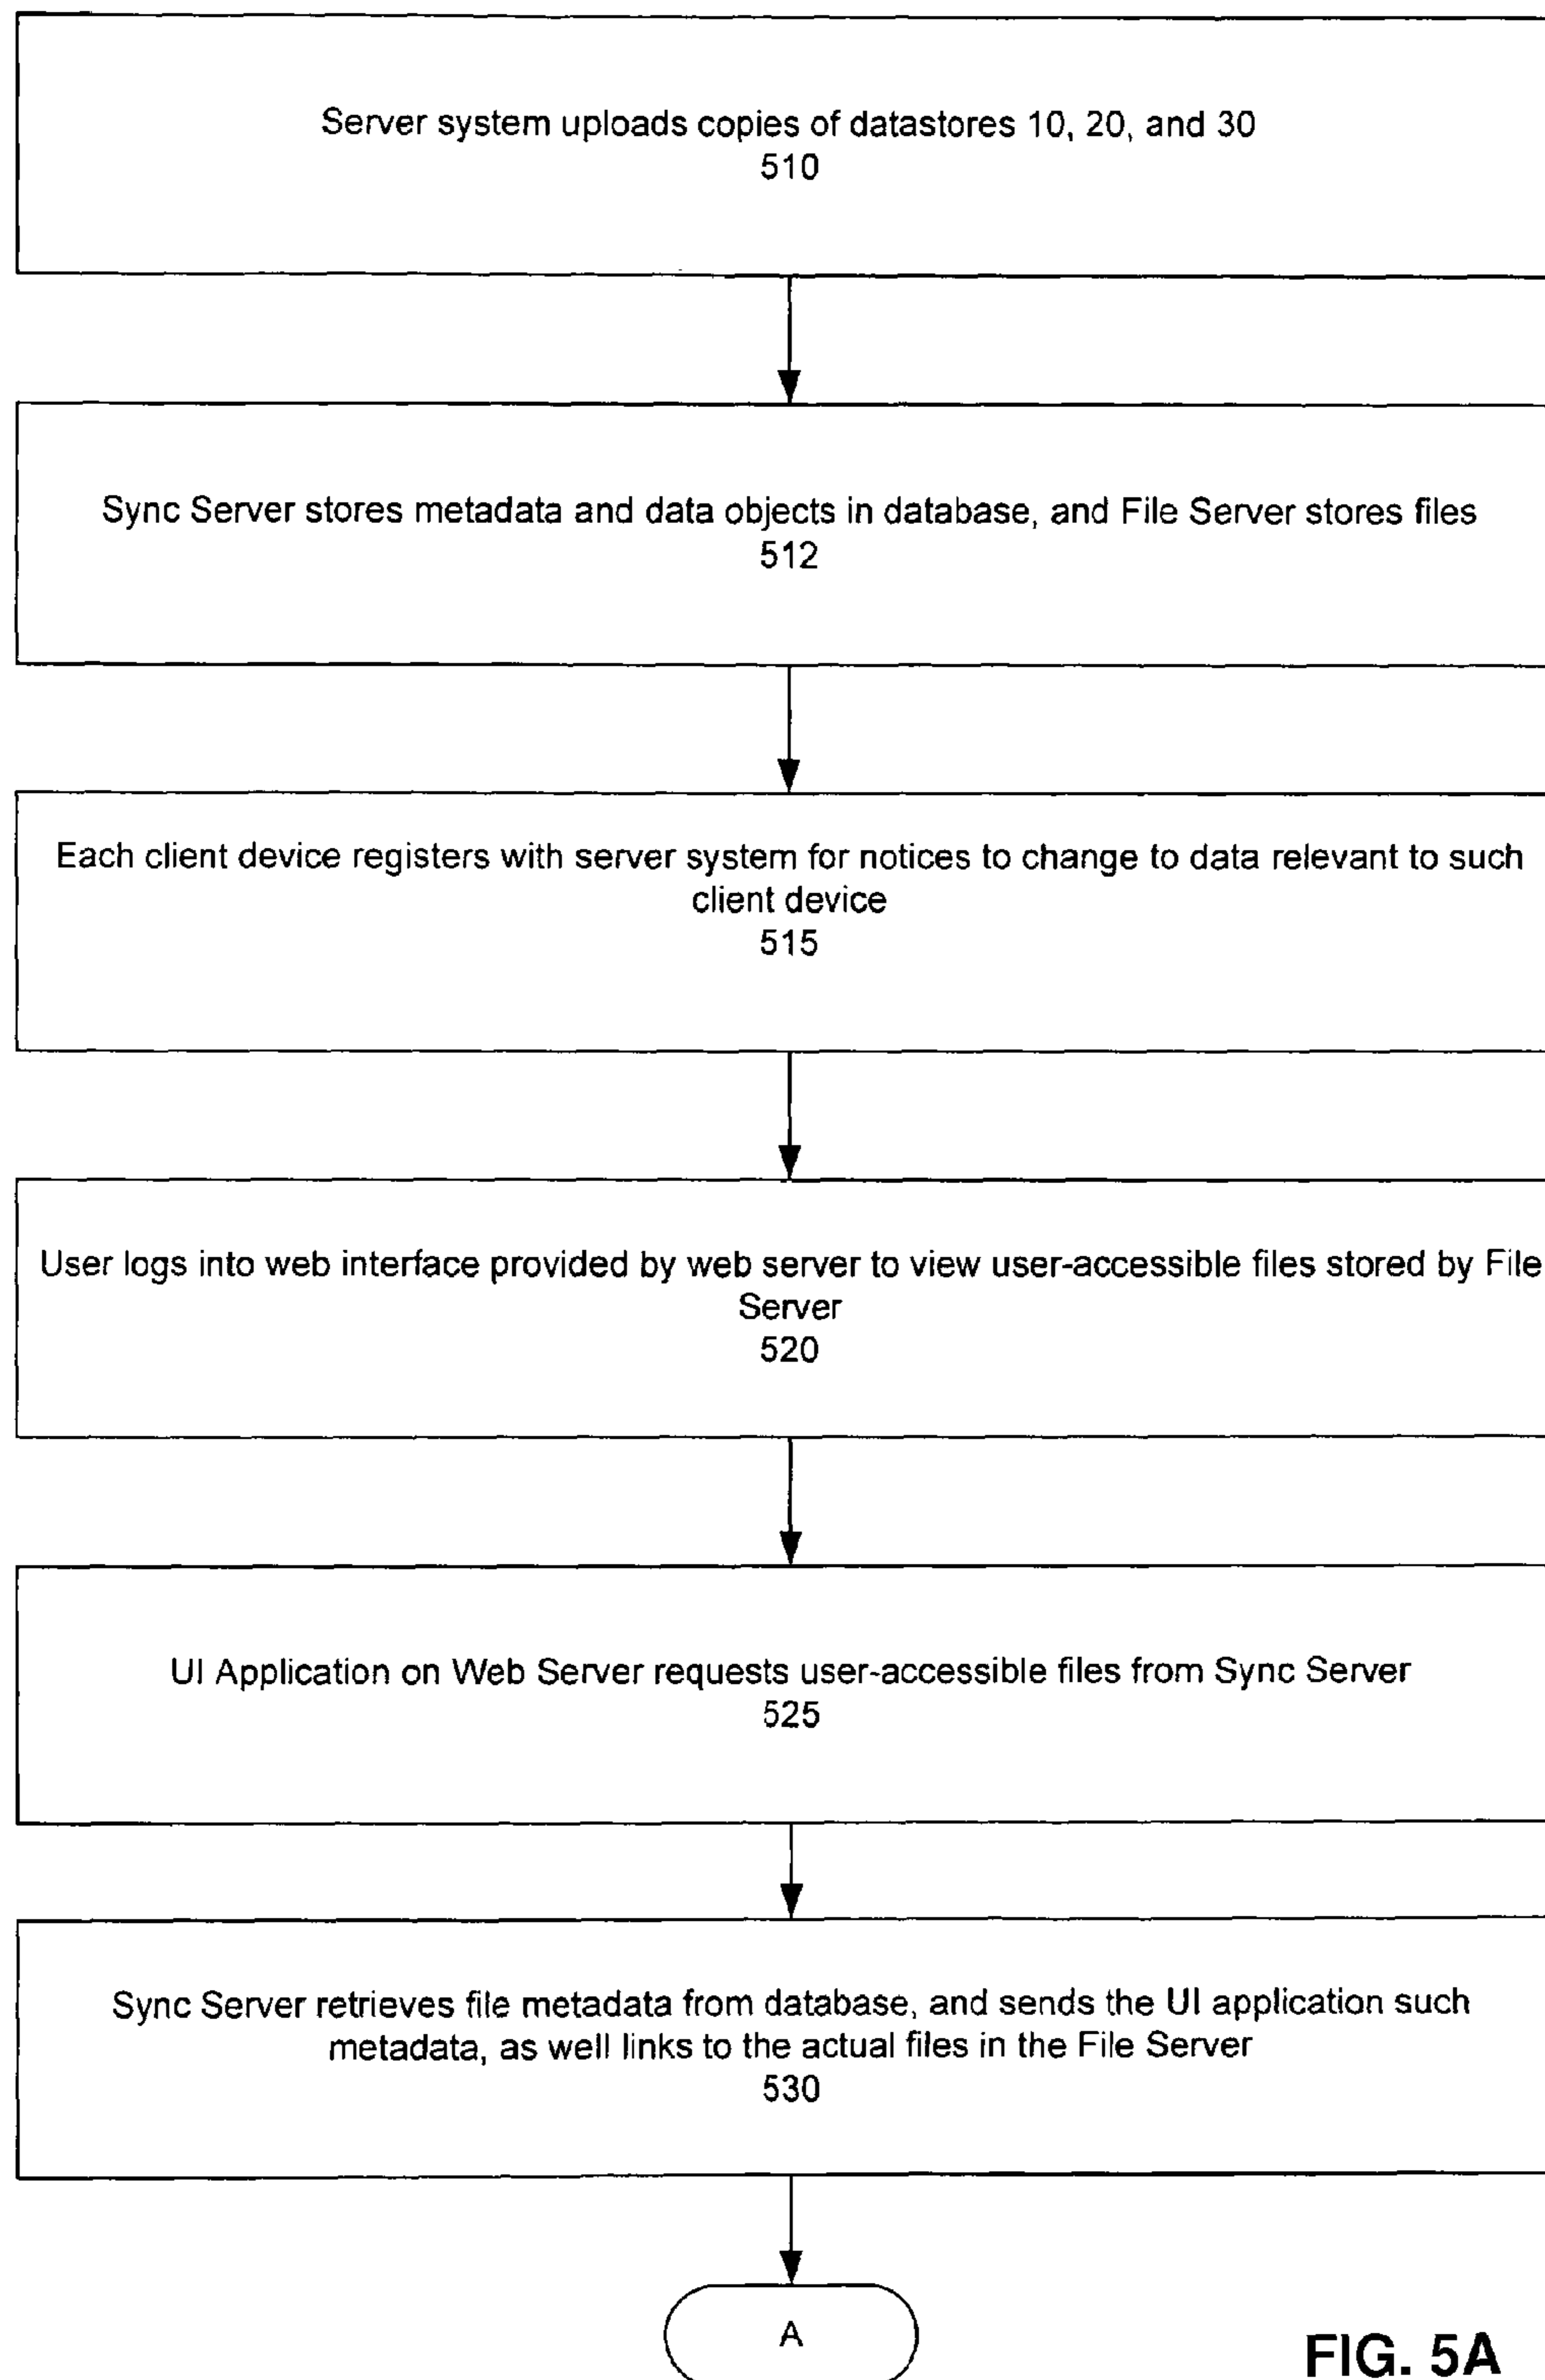 Server system uploads copies of datastores 10, 20, and 30
510
Sync Server stores metadata and data objects in database, and File Server stores files
512
Each client device registers with server system for notices to change to data relevant to such
client device
515
User logs into web interface provided by web server to view user-accessible files stored by File
Server
520
UI Application on Web Server requests user-accessible files from Sync Server
525
Sync Server retrieves file metadata from database, and sends the UI application such
metadata, as well links to the actual files in the File Server
530
A
FIG. 5A